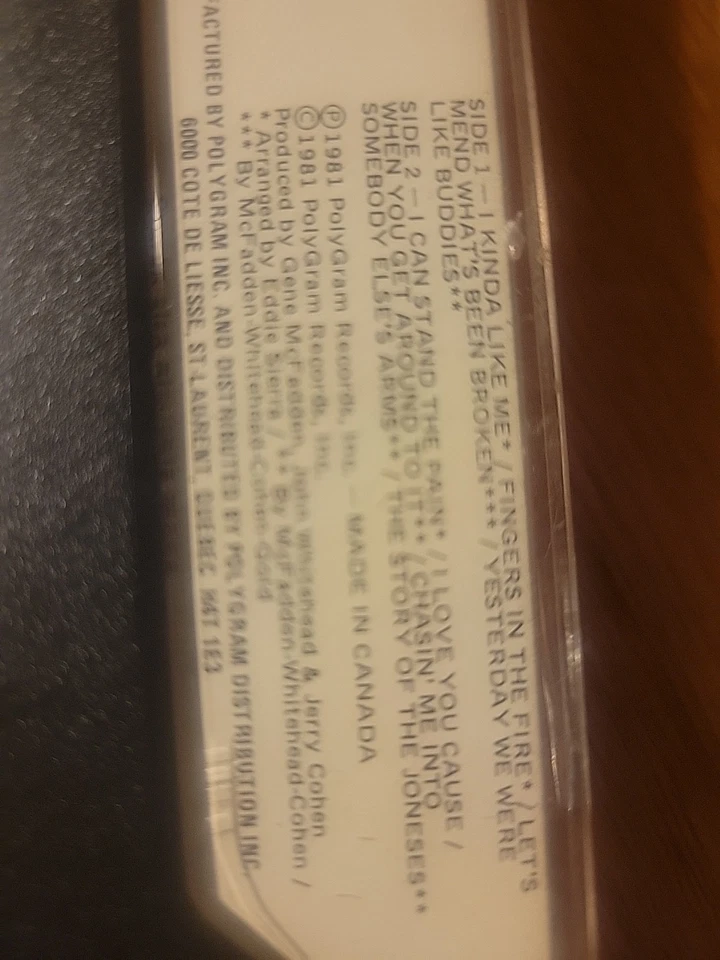 SIDE 1 — I KINDA LIKE ME* / FINGERS IN THE FIRE* / LET'S
MEND WHAT'S BEEN BROKEN*** / YESTERDAY WE WERE
LIKE BUDDIES**
SIDE 2 — I CAN STAND THE PAIN* / I LOVE YOU CAUSE /
WHEN YOU GET AROUND TO IT** / CHASIN' ME INTO
SOMEBODY ELSE'S ARMS** / THE STORY OF THE JONESES**
Ⓟ1981 PolyGram Records, Inc. — MADE IN CANADA
©1981 PolyGram Records, Inc.
Produced by Gene McFadden, John Whitehead & Jerry Cohen
* Arranged by Eddie Sierra / ** By McFadden-Whitehead-Cohen /
*** By McFadden-Whitehead-Cohen-Gold
FACTURED BY POLYGRAM INC. AND DISTRIBUTED BY POLYGRAM DISTRIBUTION INC.
6000 COTE DE LIESSE, ST-LAURENT, QUEBEC H4T 1E3